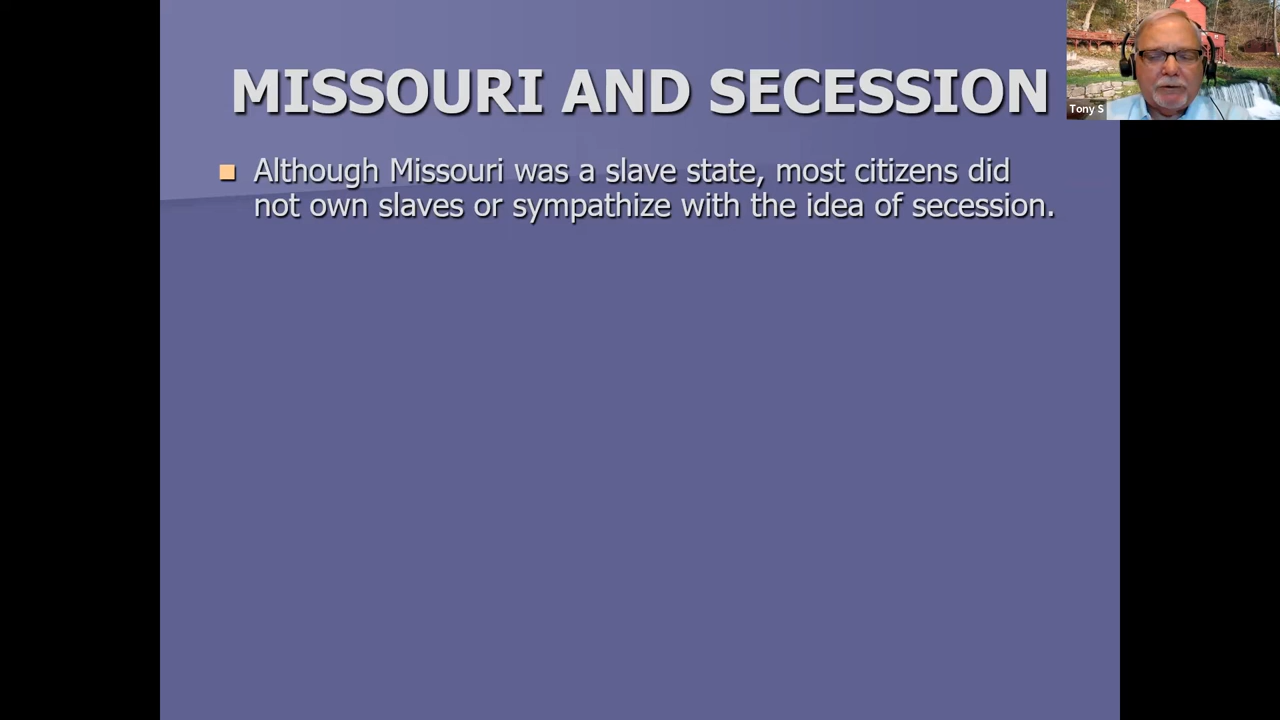 MISSOURI AND SECESSION
Tony S
Although Missouri was a slave state, most citizens did
not own slaves or sympathize with the idea of secession.